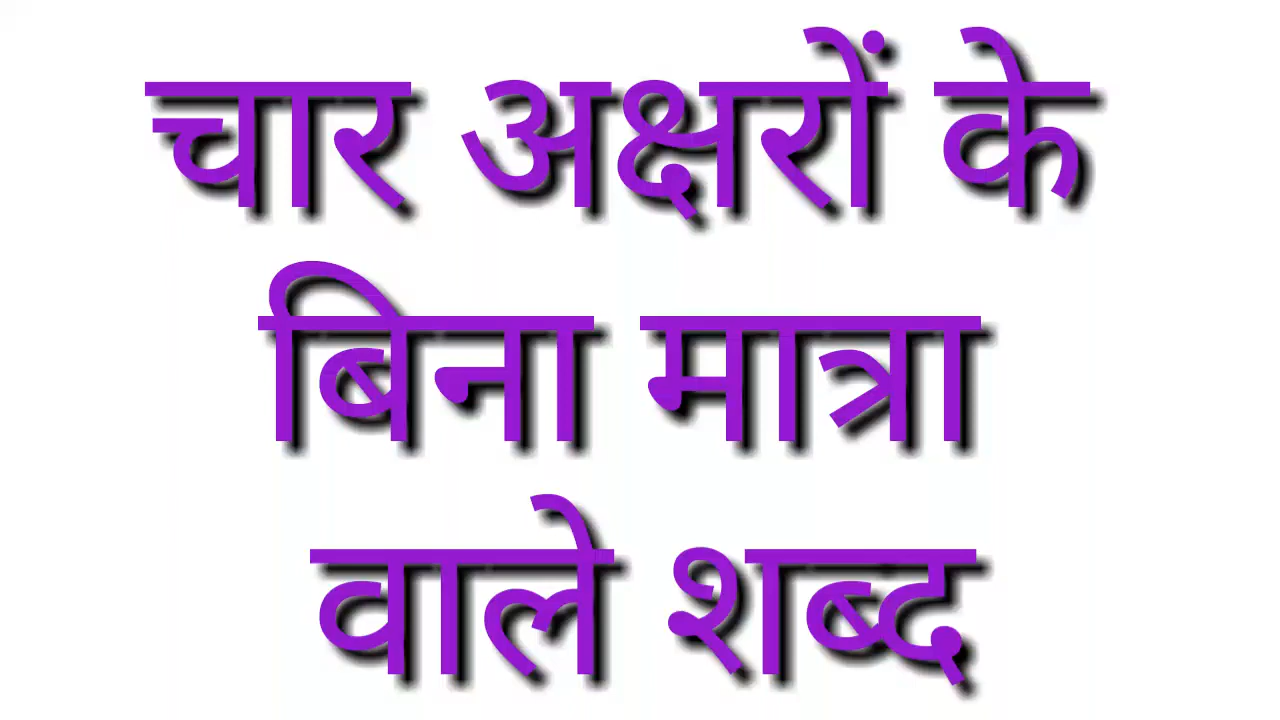 चार अक्षरों के
बिना मात्रा
वाले शब्द